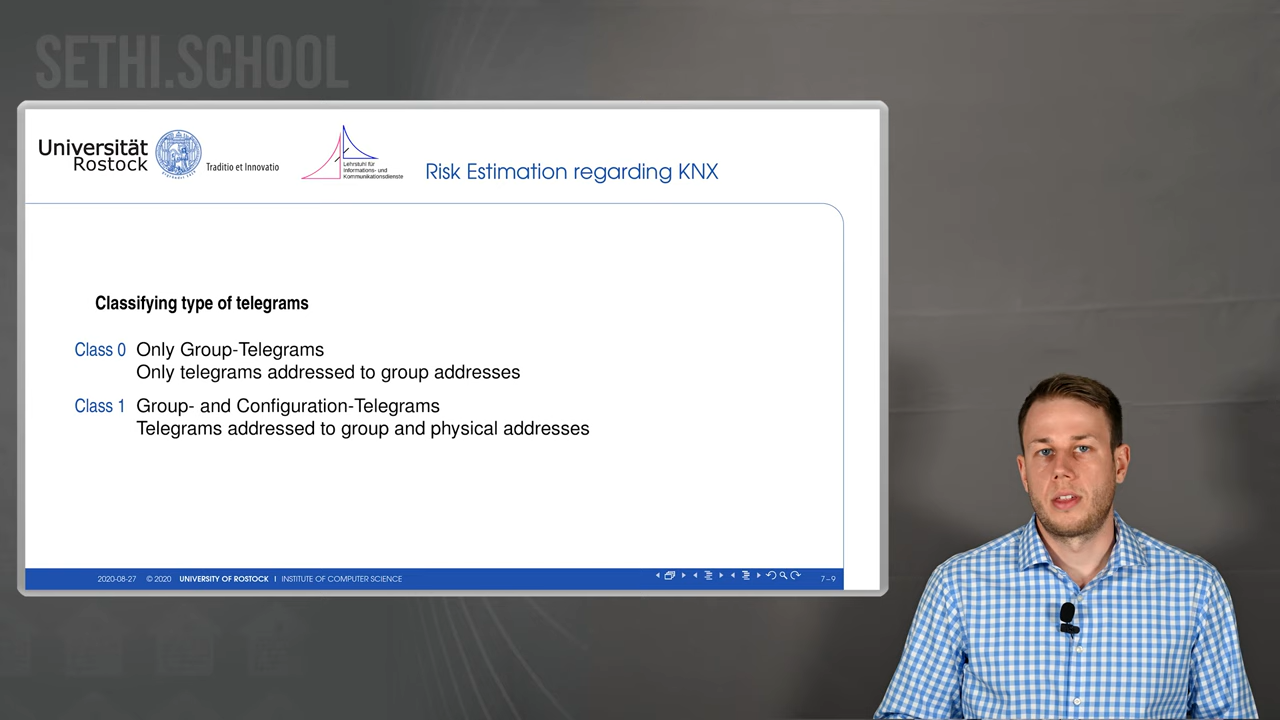 SETHI.SCHOOL
Universität
Rostock
Traditio et Innovatio
Lehrstuhl für
Informations- und
Kommunikationsdienste
Risk Estimation regarding KNX
Classifying type of telegrams
Class 0 Only Group-Telegrams
Only telegrams addressed to group addresses
Class 1 Group- and Configuration-Telegrams
Telegrams addressed to group and physical addresses
2020-08-27 © 2020 UNIVERSITY OF ROSTOCK | INSTITUTE OF COMPUTER SCIENCE 7–9